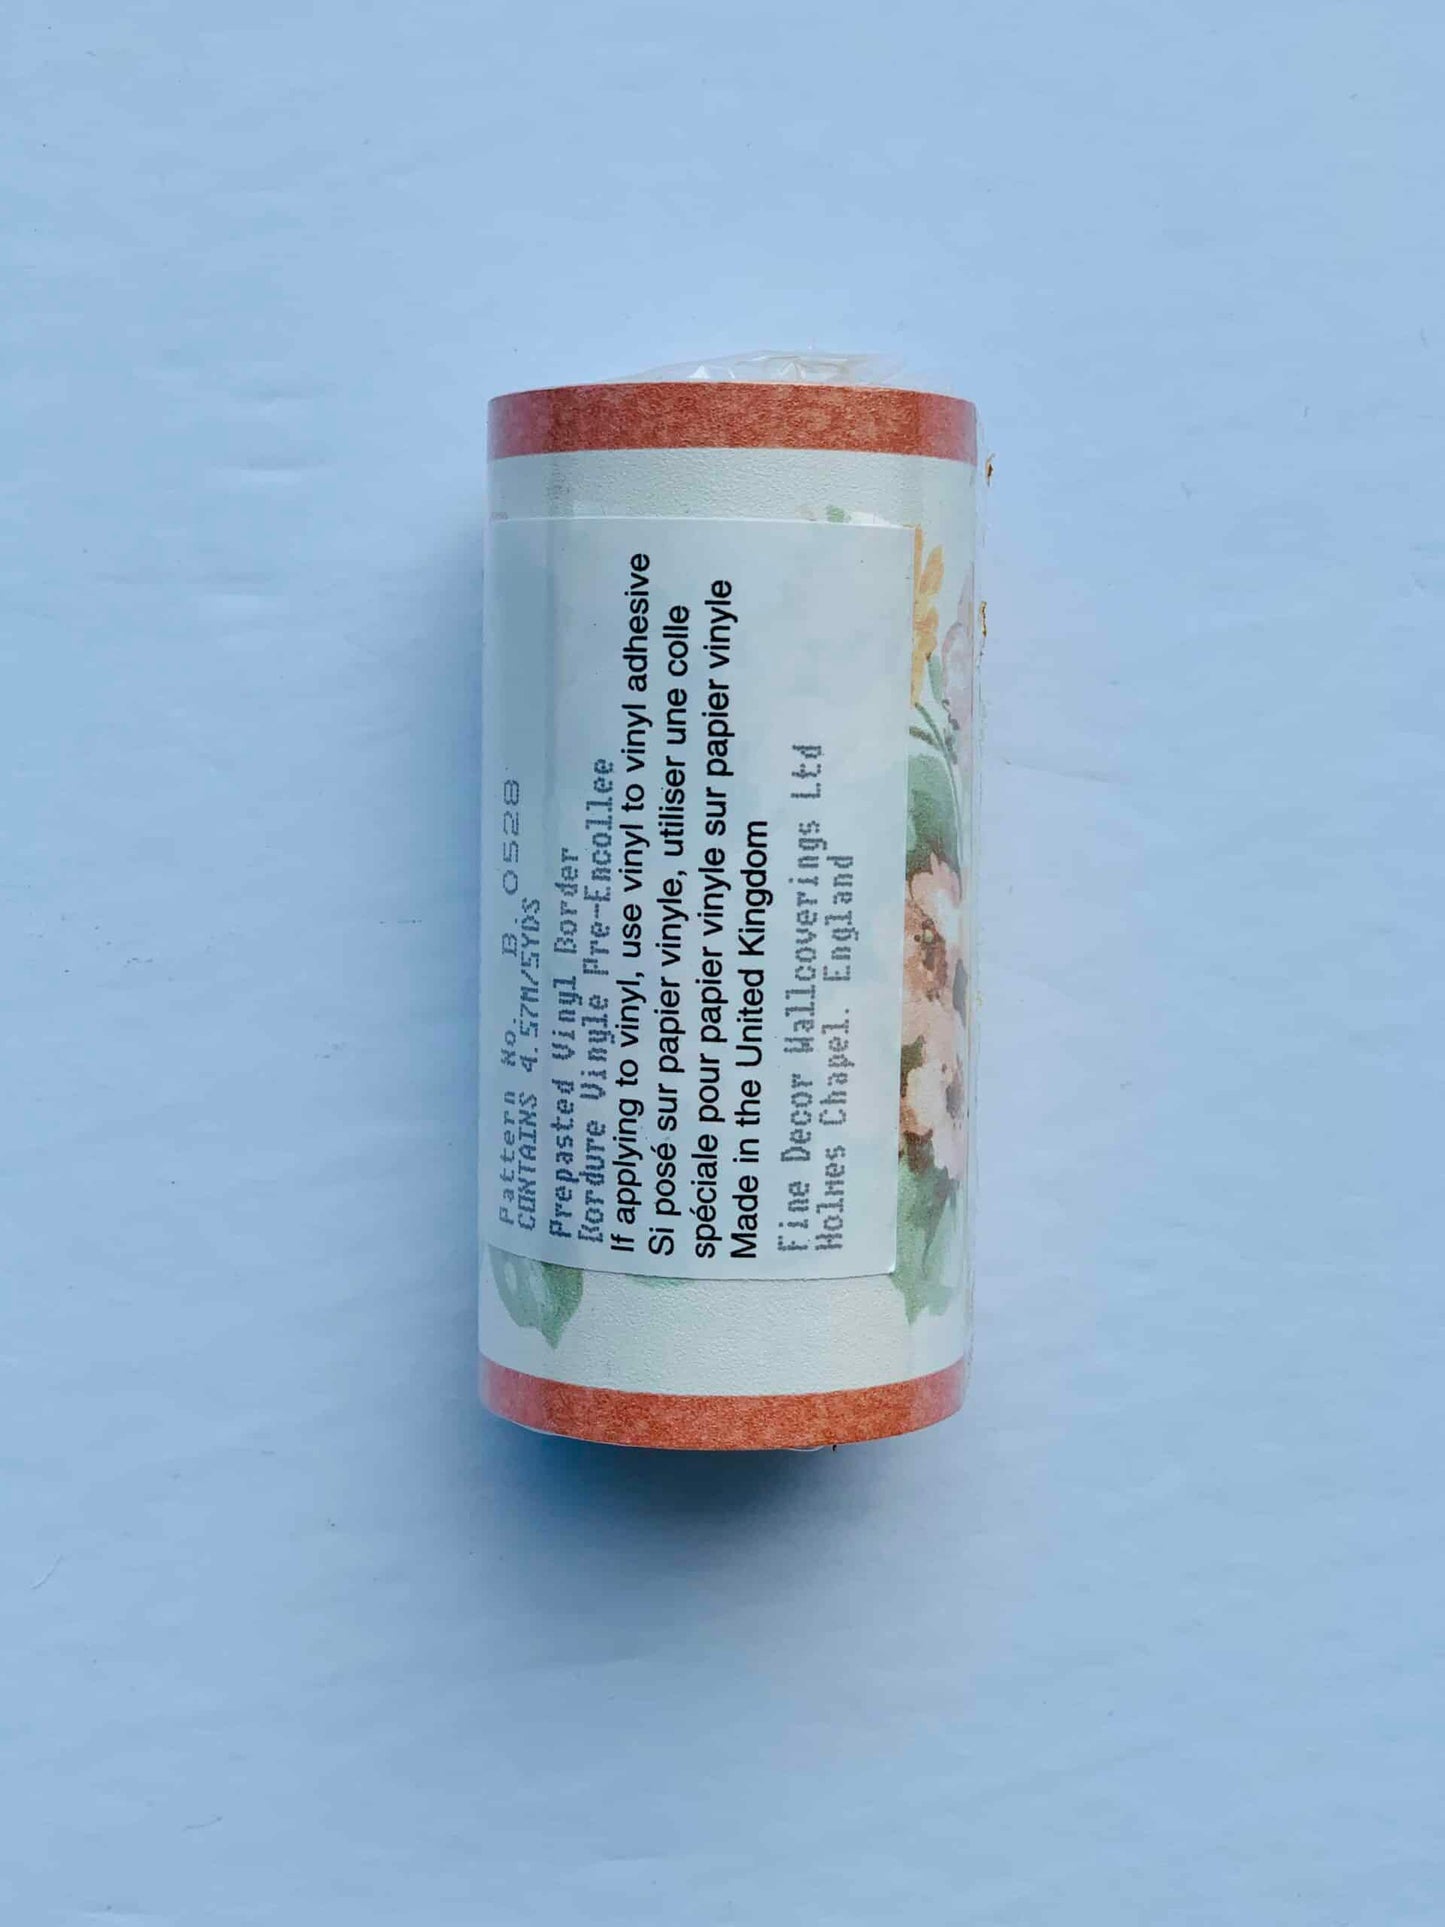 Pattern No. B. 0528
CONTAINS 4.57M/5YDS
Prepasted Vinyl Border
Bordure Vinyle Pre-Encollee
If applying to vinyl, use vinyl to vinyl adhesive
Si posé sur papier vinyle, utiliser une colle
spéciale pour papier vinyle sur papier vinyle
Made in the United Kingdom
Fine Decor Wallcoverings Ltd
Holmes Chapel. England